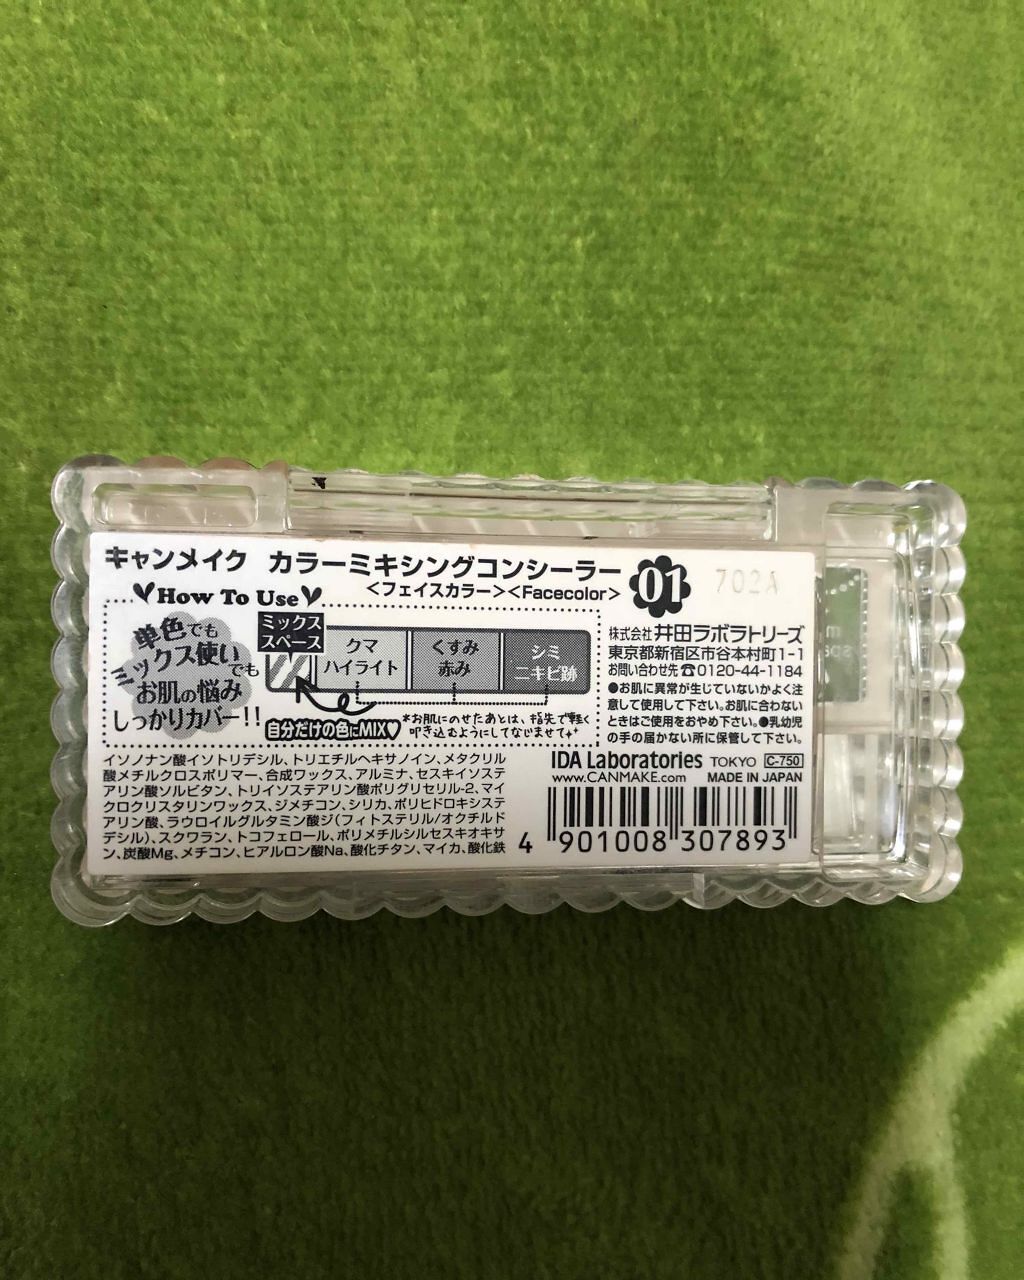 キャンメイク カラーミキシングコンシーラー
<フェイスカラー><Facecolor>
01
702A
How To Use
単色でも
ミックス使いでも
お肌の悩み
しっかりカバー!!
ミックス
スペース
クマ
ハイライト
くすみ
赤み
シミ
ニキビ跡
自分だけの色にMIX♡
*お肌にのせたあとは、指先で軽く
叩き込むようにしてなじませて
株式会社 井田ラボラトリーズ
東京都新宿区市谷本村町1-1
お問い合わせ先☎0120-44-1184
●お肌に異常が生じていないかよく注
意して使用して下さい。お肌に合わない
ときはご使用をおやめ下さい。●乳幼児
の手の届かない所に保管して下さい。
IDA Laboratories TOKYO C-750
www.CANMAKE.com MADE IN JAPAN
イソノナン酸イソトリデシル、トリエチルヘキサノイン、メタクリル
酸メチルクロスポリマー、合成ワックス、アルミナ、セスキイソステ
アリン酸ソルビタン、トリイソステアリン酸ポリグリセリル-2、マイ
クロクリスタリンワックス、ジメチコン、シリカ、ポリヒドロキシステ
アリン酸、ラウロイルグルタミン酸ジ(フィトステリル/オクチルド
デシル)、スクワラン、トコフェロール、ポリメチルシルセスキオキサ
ン、炭酸Mg、メチコン、ヒアルロン酸Na、酸化チタン、マイカ、酸化鉄
4 901008 307893